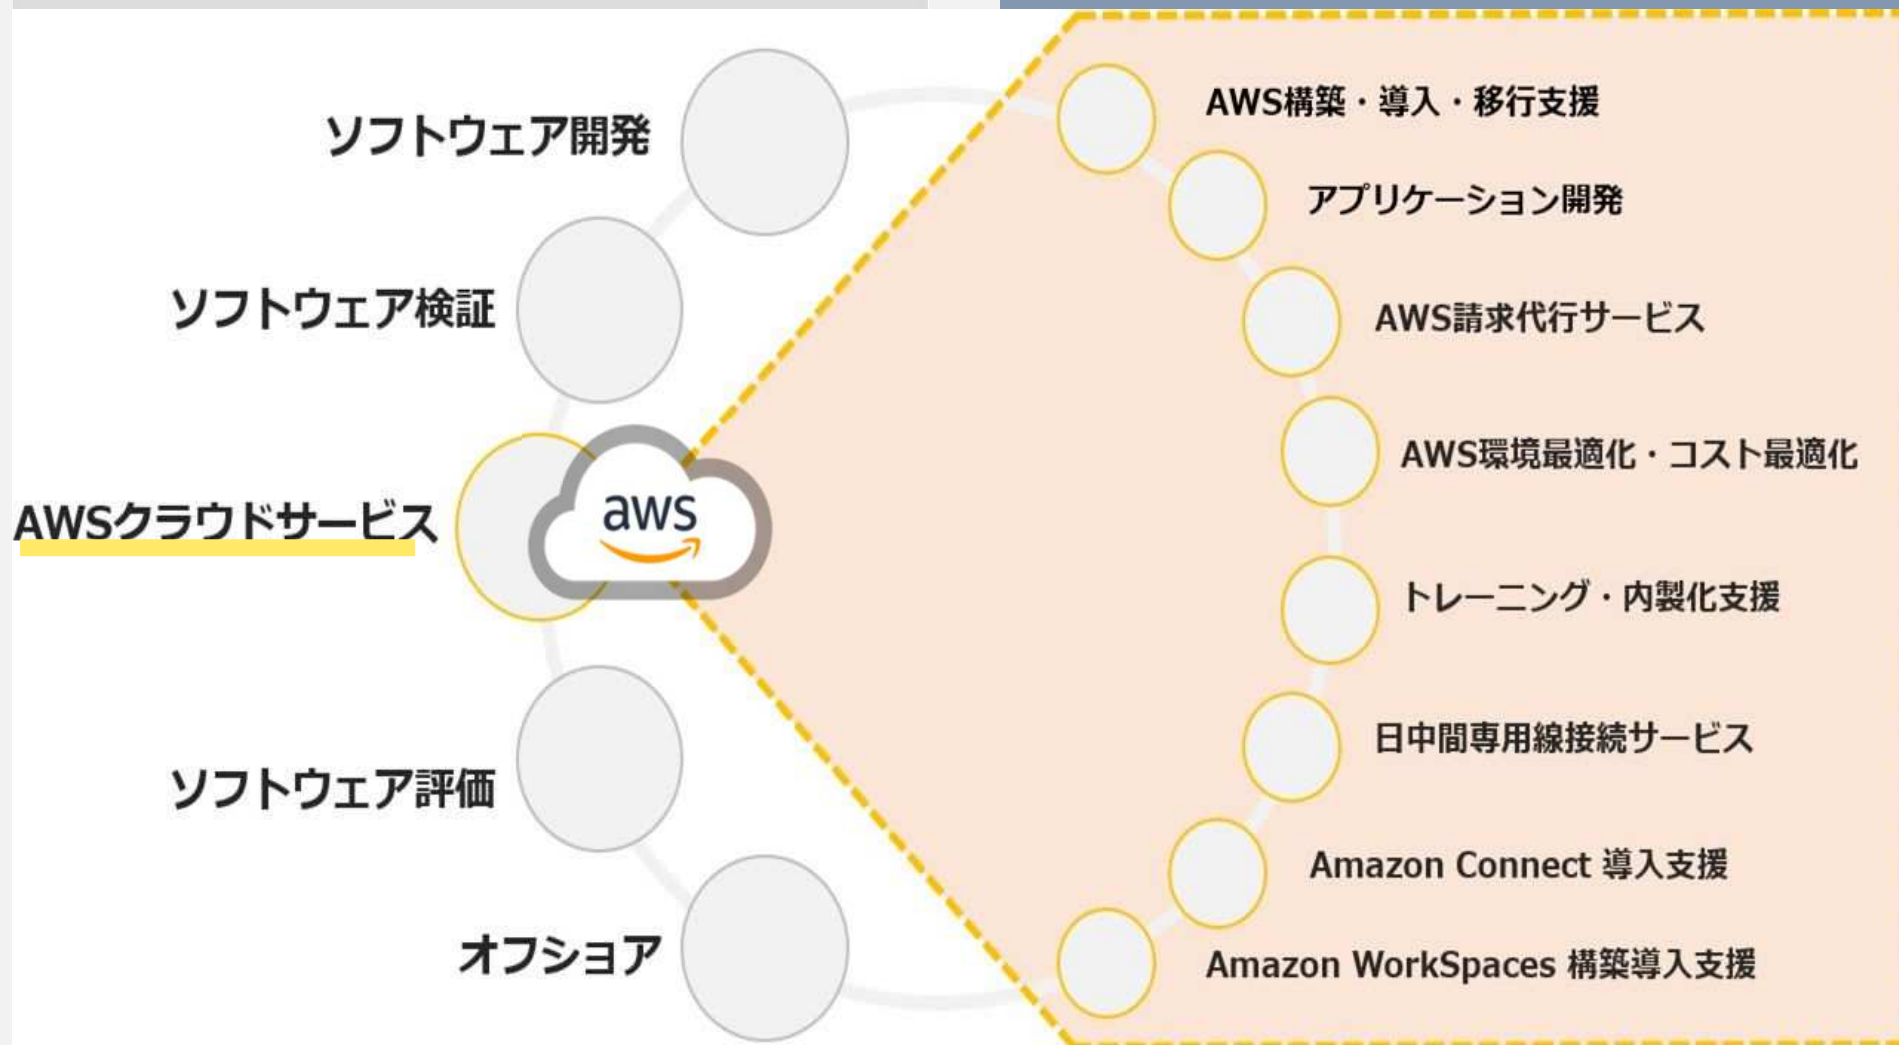 ソフトウェア開発
ソフトウェア検証
AWSクラウドサービス
aws
ソフトウェア評価
オフショア
AWS構築・導入・移行支援
アプリケーション開発
AWS請求代行サービス
AWS環境最適化・コスト最適化
トレーニング・内製化支援
日中間専用線接続サービス
Amazon Connect 導入支援
Amazon WorkSpaces 構築導入支援